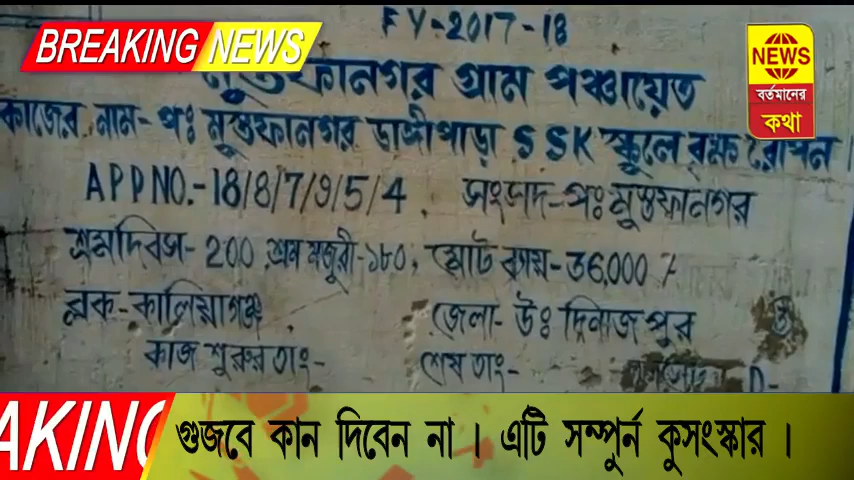 FY-2017-18
BREAKING NEWS
NEWS
বর্তমানের
কথা
মুস্তফানগর গ্রাম পঞ্চায়েত
কাজের নাম- পঃ মুস্তফানগর ডাঙ্গীপাড়া SSK স্কুলে বৃক্ষ রোপন
APPNO.-18/8/7/9/5/4 সংসদ-পঃমুস্তফানগর
শ্রমদিবস- 200 শ্রম মজুরী-১৮০, মোট ব্যয়-36,000/
ব্লক-কালিয়াগঞ্জ জেলা- উঃ দিনাজপুর
কাজ শুরুর তাং- শেষ তাং-
AKING গুজবে কান দিবেন না । এটি সম্পুর্ন কুসংস্কার ।